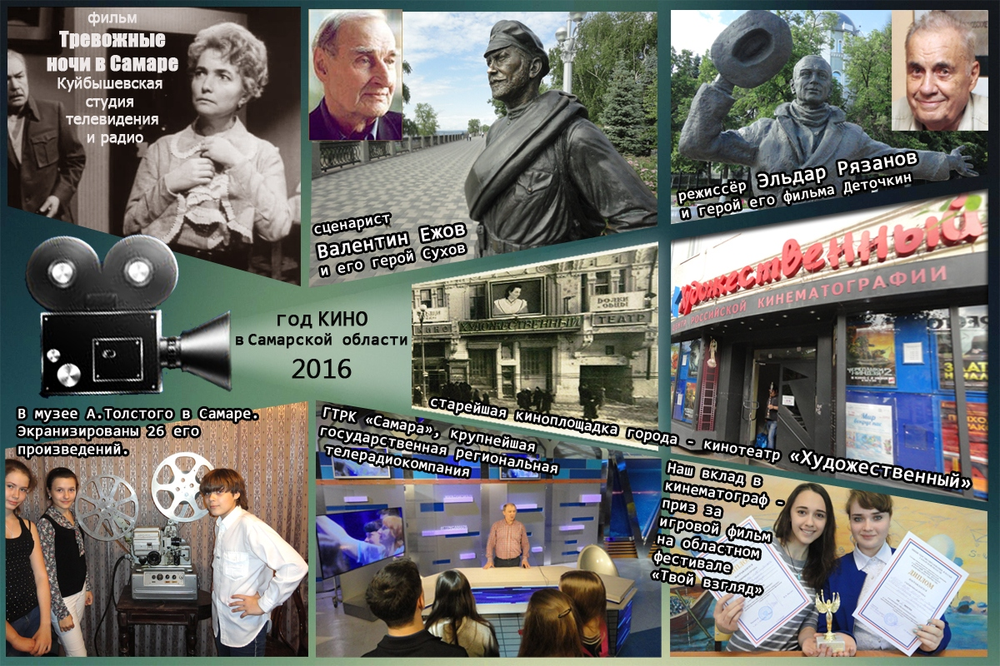 фильм
Тревожные
ночи в Самаре
Куйбышевская
студия
телевидения
и радио
сценарист
Валентин Ежов
и его герой Сухов
режиссёр Эльдар Рязанов
и герой его фильма Деточкин
год КИНО
в Самарской области
2016
ХУДОЖЕСТВЕННЫЙ
ТЕАТР
Художественный
РОССИЙСКОЙ КИНЕМАТОГРАФИИ
старейшая киноплощадка города - кинотеатр «Художественный»
В музее А.Толстого в Самаре.
Экранизированы 26 его
произведений.
ГТРК «Самара», крупнейшая
государственная региональная
телерадиокомпания
Наш вклад в
кинематограф -
приз за
игровой фильм
на областном
фестивале
«Твой взгляд»
ДИПЛОМ